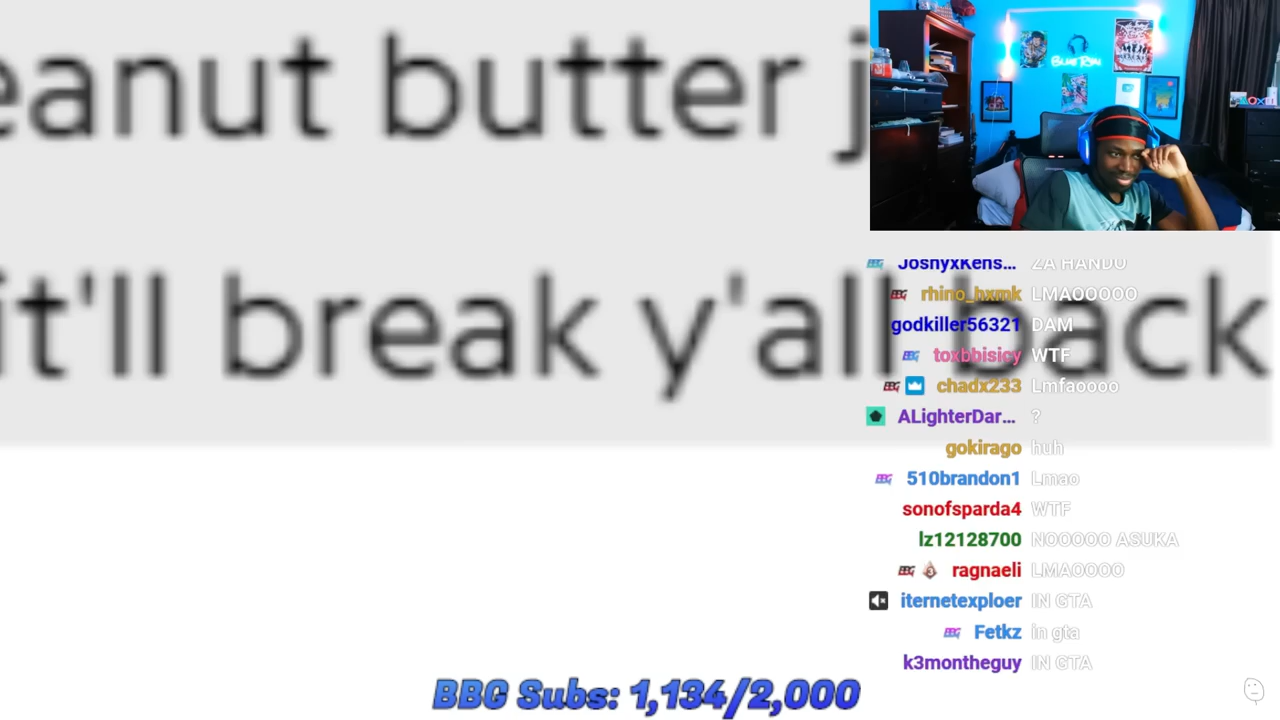 eanut butter j
it'll break y'all back
JoshyxKens... ZA HANDO
rhino_hxmk LMAOOOOO
godkiller56321 DAM
toxbbisicy WTF
chadx233 Lmfaoooo
ALighterDar... ?
gokirago huh
510brandon1 Lmao
sonofsparda4 WTF
lz12128700 NOOOOO ASUKA
ragnaeli LMAOOOO
iternetexploer IN GTA
Fetkz in gta
k3montheguy IN GTA
BBG Subs: 1,134/2,000